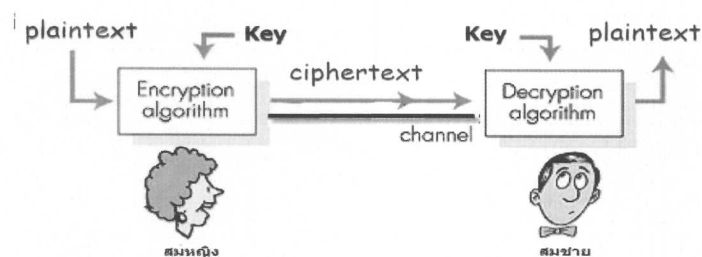 plaintext
Key
Key
plaintext
ciphertext
Encryption
algorithm
Decryption
algorithm
channel
สมหญิง
สมชาย